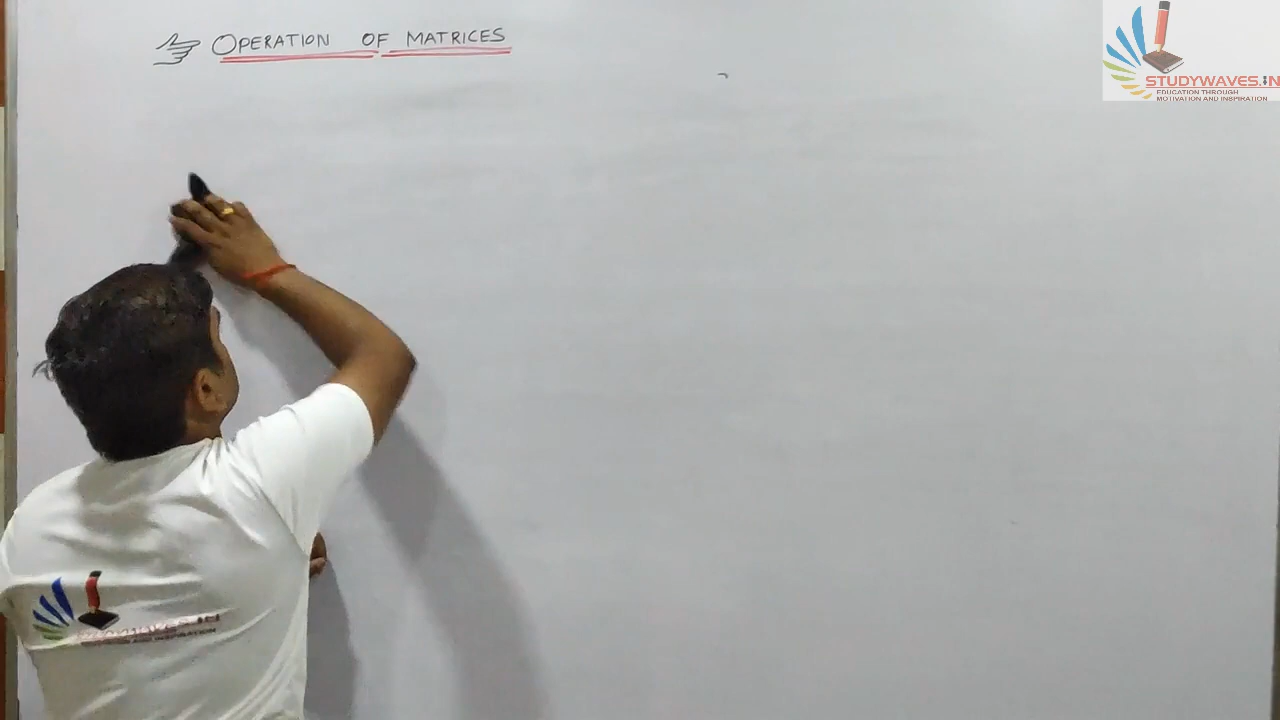 OPERATION OF MATRICES
STUDYWAVES.IN
EDUCATION THROUGH
MOTIVATION AND INSPIRATION